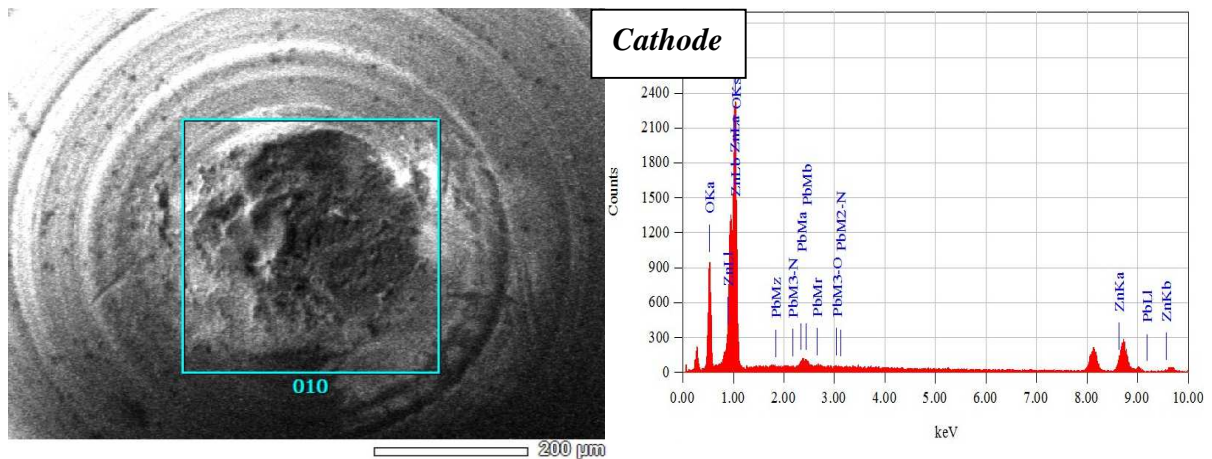 Cathode
010
200 µm
Counts
2400
2100
1800
1500
1200
900
600
300
0
OKa
ZnLl
ZnLb ZnLa OKs
PbMz
PbM3-N
PbMa
PbMb
PbMr
PbM3-O
PbM2-N
ZnKa
PbLl
ZnKb
0.00 1.00 2.00 3.00 4.00 5.00 6.00 7.00 8.00 9.00 10.00
keV